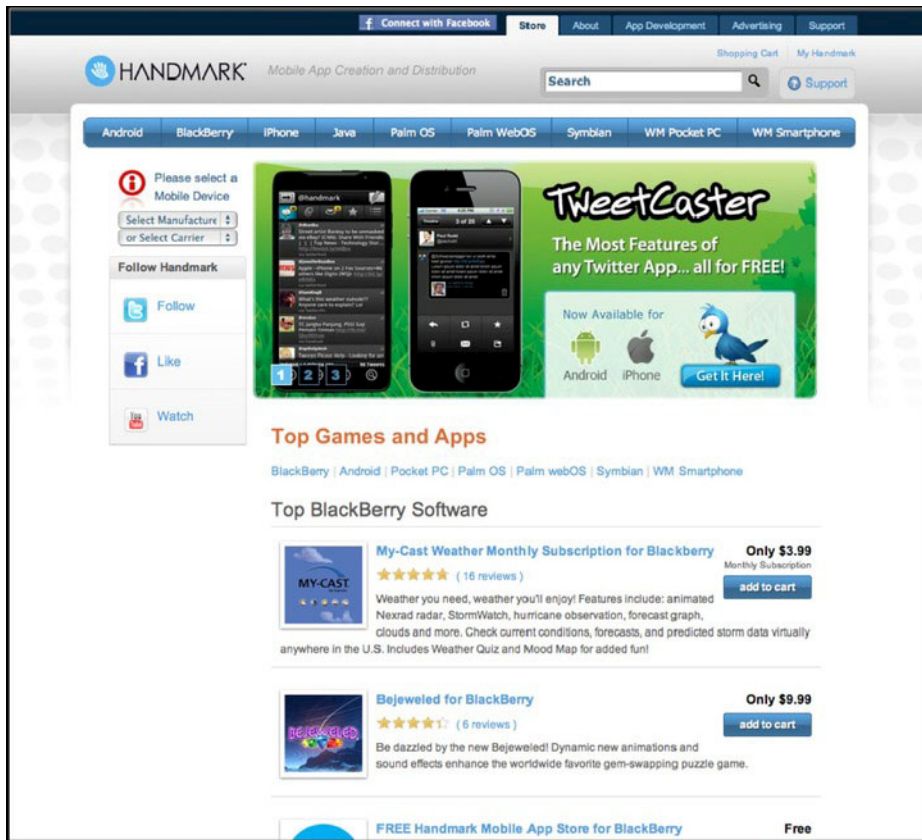 Connect with Facebook
Store
About
App Development
Advertising
Support
Shopping Cart
My Handmark
HANDMARK
Mobile App Creation and Distribution
Search
Support
Android
BlackBerry
iPhone
Java
Palm OS
Palm WebOS
Symbian
WM Pocket PC
WM Smartphone
Please select a
Mobile Device
Select Manufacture
or Select Carrier
Follow Handmark
Follow
Like
Watch
@handmark
TweetCaster
The Most Features of
any Twitter App... all for FREE!
Now Available for
Android iPhone
Get It Here!
1 2 3
Top Games and Apps
BlackBerry | Android | Pocket PC | Palm OS | Palm webOS | Symbian | WM Smartphone
Top BlackBerry Software
MY-CAST
My-Cast Weather Monthly Subscription for Blackberry
Only $3.99
Monthly Subscription
( 16 reviews )
add to cart
Weather you need, weather you'll enjoy! Features include: animated
Nexrad radar, StormWatch, hurricane observation, forecast graph,
clouds and more. Check current conditions, forecasts, and predicted storm data virtually
anywhere in the U.S. Includes Weather Quiz and Mood Map for added fun!
BEJEWELED
Bejeweled for BlackBerry
Only $9.99
( 6 reviews )
add to cart
Be dazzled by the new Bejeweled! Dynamic new animations and
sound effects enhance the worldwide favorite gem-swapping puzzle game.
FREE Handmark Mobile App Store for BlackBerry
Free